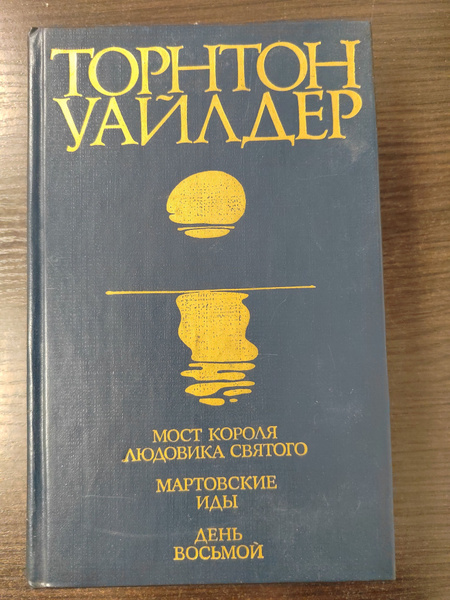 ТОРНТОН
УАЙЛДЕР
МОСТ КОРОЛЯ
ЛЮДОВИКА СВЯТОГО
МАРТОВСКИЕ
ИДЫ
ДЕНЬ
ВОСЬМОЙ